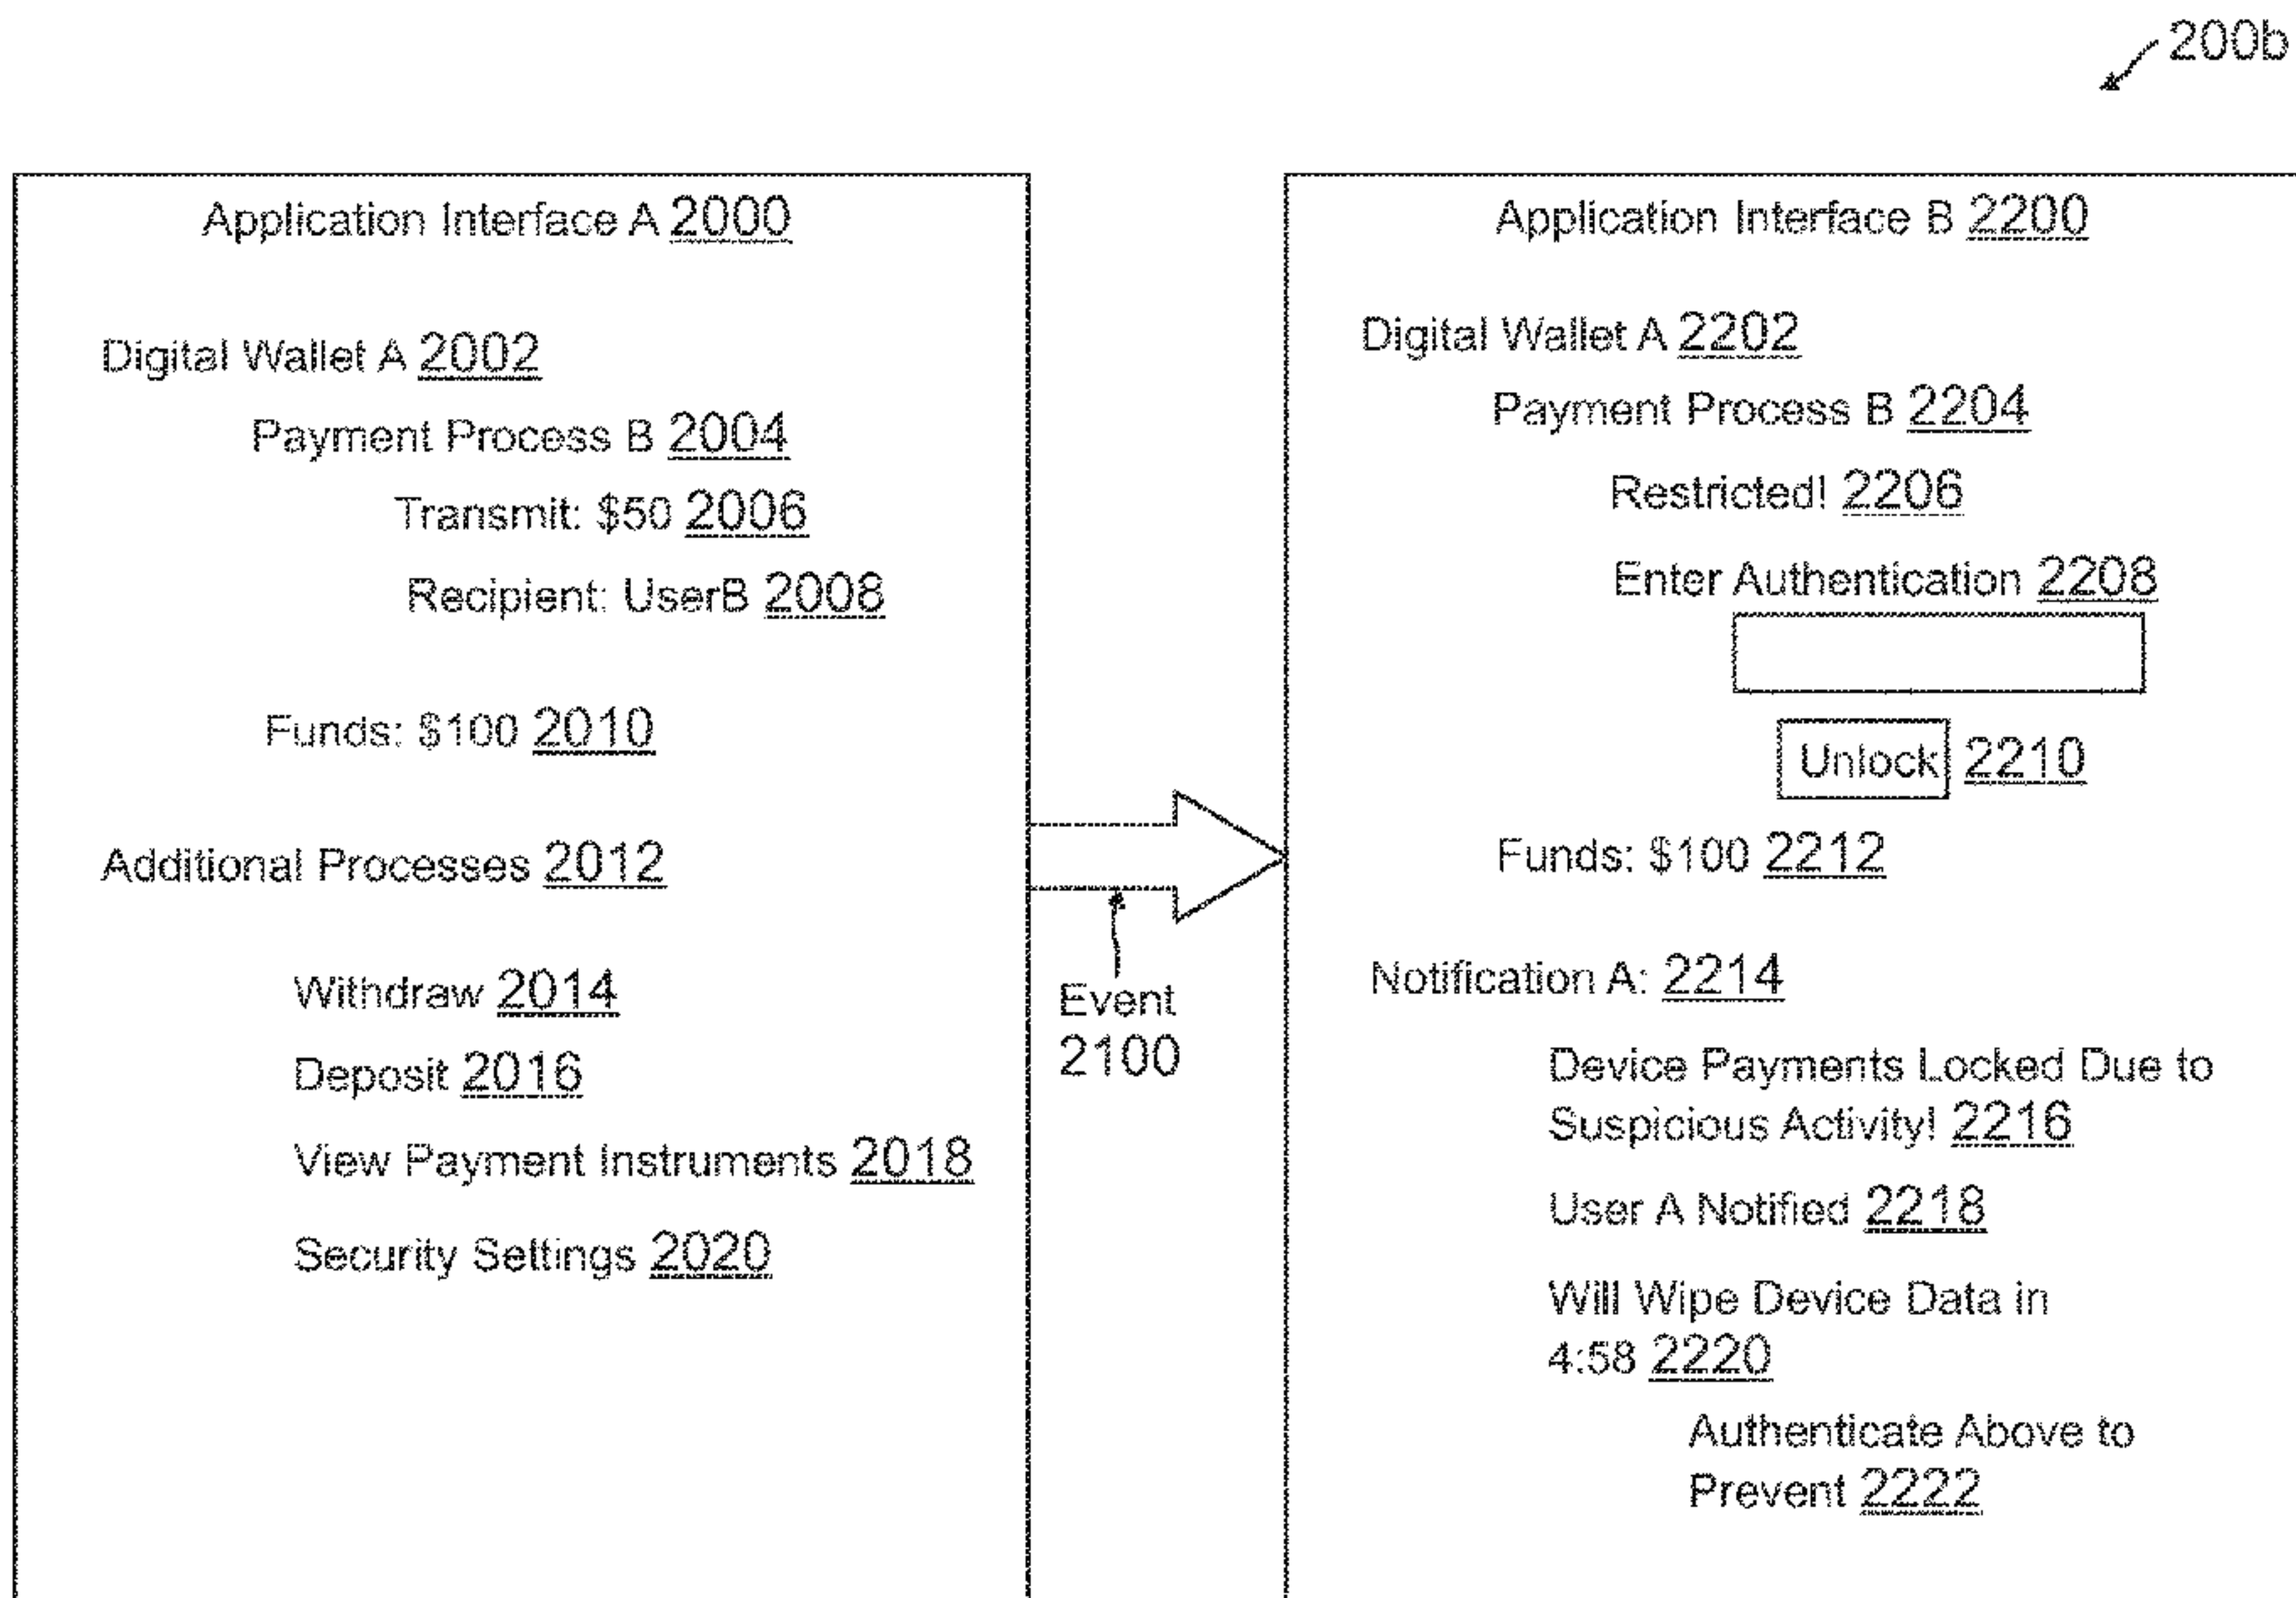 200b
Application Interface A 2000
Digital Wallet A 2002
Payment Process B 2004
Transmit: $50 2006
Recipient: UserB 2008
Funds: $100 2010
Additional Processes 2012
Withdraw 2014
Deposit 2016
View Payment Instruments 2018
Security Settings 2020
Event
2100
Application Interface B 2200
Digital Wallet A 2202
Payment Process B 2204
Restricted! 2206
Enter Authentication 2208
Unlock 2210
Funds: $100 2212
Notification A: 2214
Device Payments Locked Due to
Suspicious Activity! 2216
User A Notified 2218
Will Wipe Device Data in
4:58 2220
Authenticate Above to
Prevent 2222